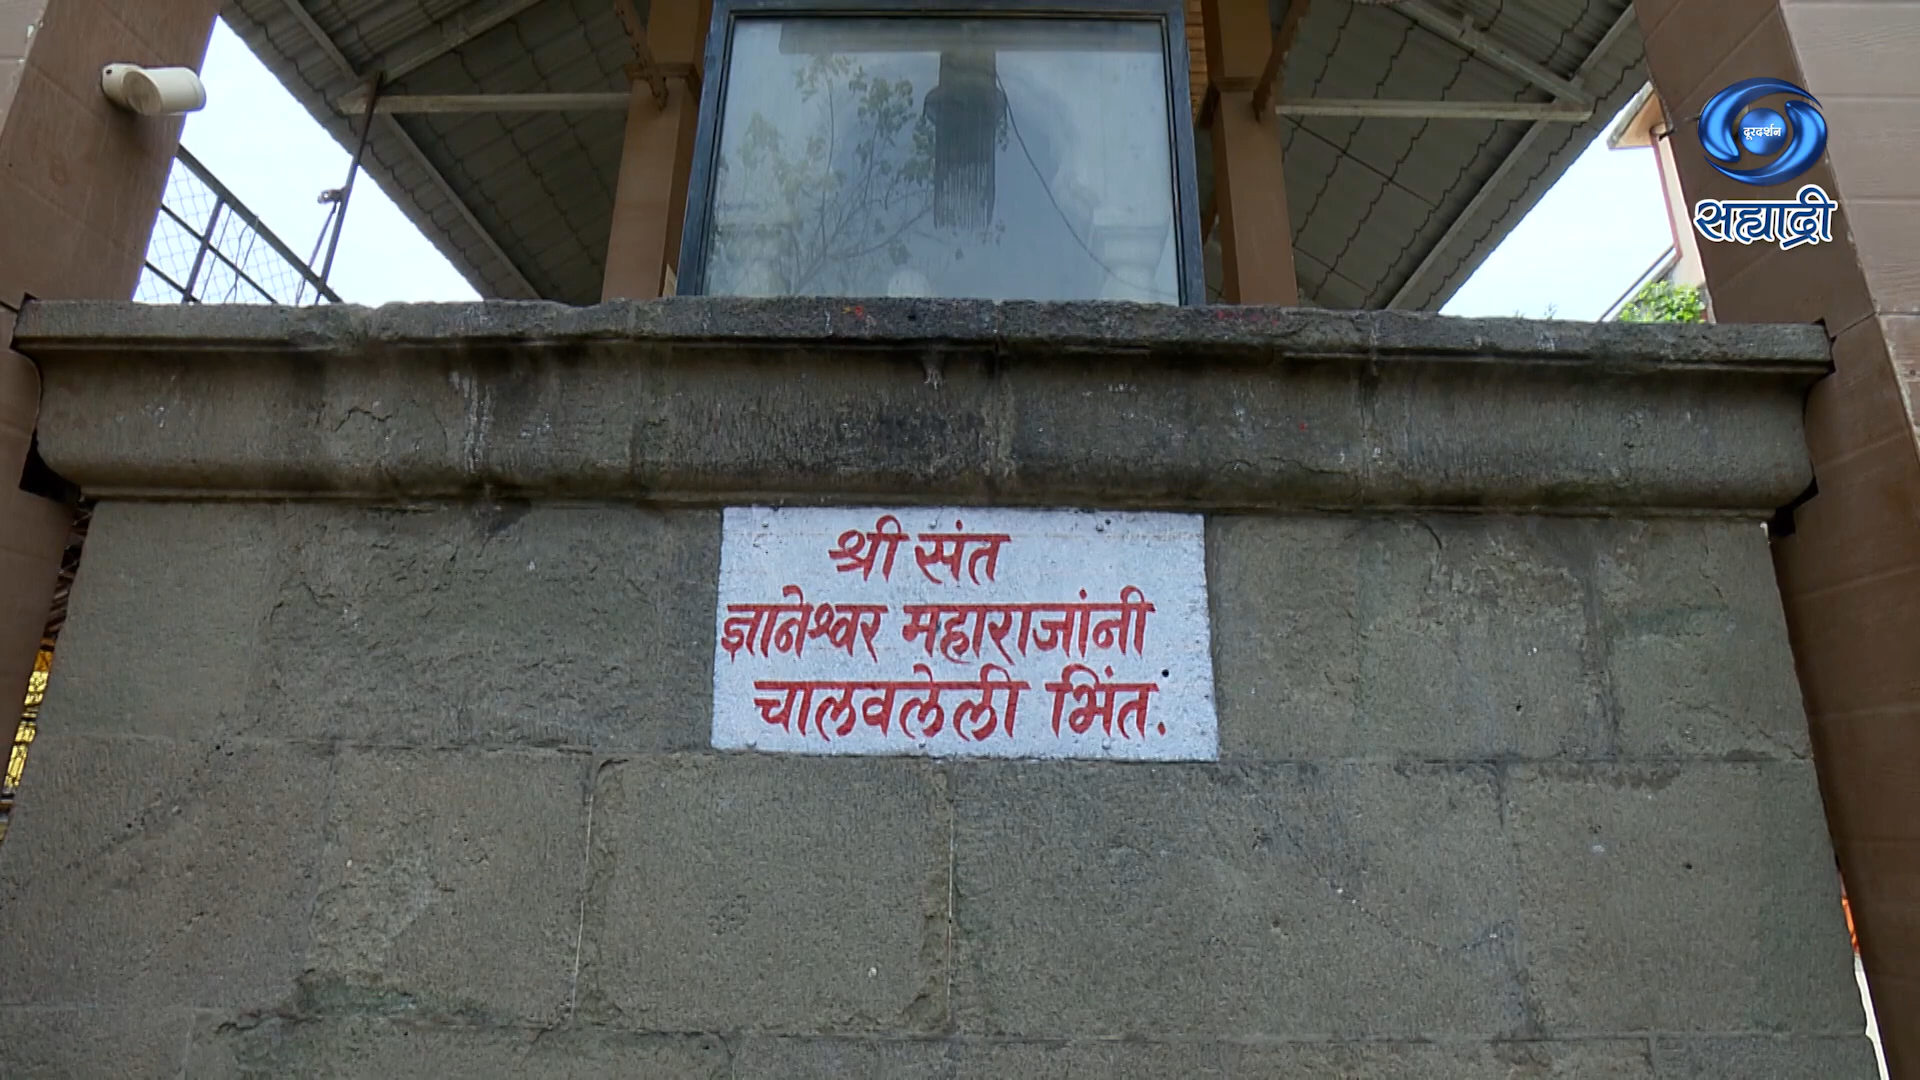 दूरदर्शन
सह्याद्री
श्री संत
ज्ञानेश्वर महाराजांनी
चालवलेली भिंत.